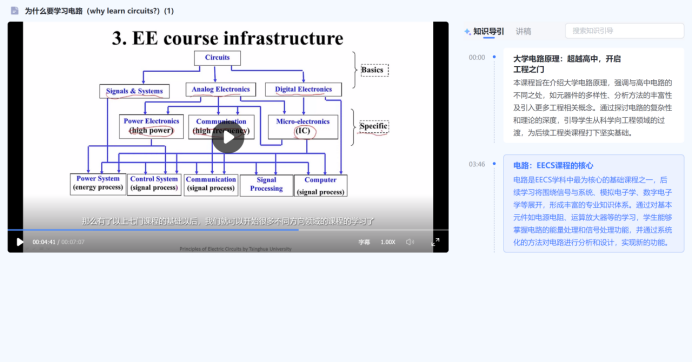 为什么要学习电路（why learn circuits?）(1)
3. EE course infrastructure
Circuits
Basics
Signals & Systems
Analog Electronics
Digital Electronics
Power Electronics
(high power)
Communication
(high frequency)
Micro-electronics
(IC)
Specific
Power System
(energy process)
Control System
(signal process)
Communication
(signal process)
Signal
Processing
Computer
(signal process)
那么有了以上七门课程的基础以后，我们就可以开始很多不同方向领域的课程的学习了
00:04:41 / 00:07:07
字幕
1.00X
Principles of Electric Circuits by Tsinghua University
知识导引
讲稿
搜索知识导引
00:00
大学电路原理：超越高中，开启
工程之门
本课程旨在介绍大学电路原理，强调与高中电路的
不同之处，如元器件的多样性、分析方法的丰富性
及引入更多工程相关概念。通过探讨电路的复杂性
和理论的深度，引导学生从科学向工程领域的过
渡，为后续工程类课程打下坚实基础。
03:46
电路：EECS课程的核心
电路是EECS学科中最为核心的基础课程之一，后
续学习将围绕信号与系统、模拟电子学、数字电子
学等展开，形成丰富的专业知识体系。通过对基本
元件如电源电阻、运算放大器等的学习，学生能够
掌握电路的能量处理和信号处理功能，并通过系统
化的方法对电路进行分析和设计，实现新的功能。